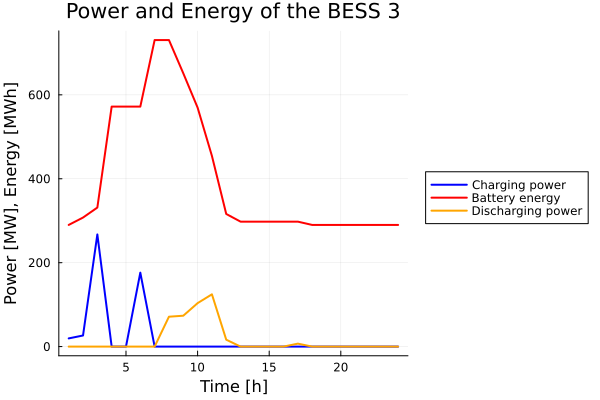 Power and Energy of the BESS 3
Power [MW], Energy [MWh]
600
400
200
0
5 10 15 20
Time [h]
Charging power
Battery energy
Discharging power